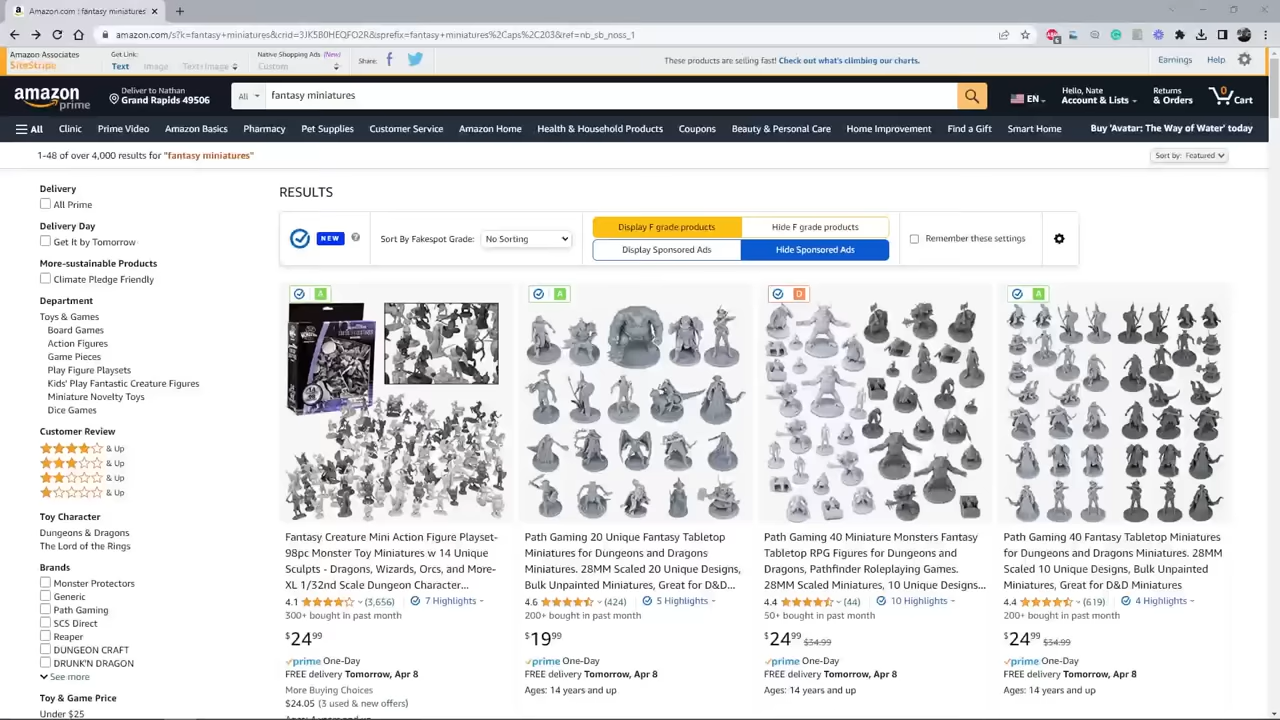 Amazon.com : fantasy miniatures
amazon.com/s?k=fantasy+miniatures&crid=3JK5B0HEQFO2R&sprefix=fantasy+miniatures%2Caps%2C203&ref=nb_sb_noss_1
Amazon Associates
SiteStripe
Get Link:
Text Image Text+Image
Native Shopping Ads (New)
Custom
Share:
These products are selling fast! Check out what's climbing our charts.
Earnings Help
amazon prime
Deliver to Nathan
Grand Rapids 49506
All
fantasy miniatures
EN
Hello, Nate
Account & Lists
Returns
& Orders
0
Cart
All Clinic Prime Video Amazon Basics Pharmacy Pet Supplies Customer Service Amazon Home Health & Household Products Coupons Beauty & Personal Care Home Improvement Find a Gift Smart Home Buy 'Avatar: The Way of Water' today
1-48 of over 4,000 results for "fantasy miniatures"
Sort by: Featured
Delivery
All Prime
Delivery Day
Get It by Tomorrow
More-sustainable Products
Climate Pledge Friendly
Department
Toys & Games
Board Games
Action Figures
Game Pieces
Play Figure Playsets
Kids' Play Fantastic Creature Figures
Miniature Novelty Toys
Dice Games
Customer Review
& Up
& Up
& Up
& Up
Toy Character
Dungeons & Dragons
The Lord of the Rings
Brands
Monster Protectors
Generic
Path Gaming
SCS Direct
Reaper
DUNGEON CRAFT
DRUNK'N DRAGON
See more
Toy & Game Price
Under $25
RESULTS
NEW
Sort By Fakespot Grade: No Sorting
Display F grade products Hide F grade products
Display Sponsored Ads Hide Sponsored Ads
Remember these settings
A
Fantasy Creature Mini Action Figure Playset-
98pc Monster Toy Miniatures w 14 Unique
Sculpts - Dragons, Wizards, Orcs, and More-
XL 1/32nd Scale Dungeon Character...
4.1 (3,656) 7 Highlights
300+ bought in past month
$24.99
prime One-Day
FREE delivery Tomorrow, Apr 8
More Buying Choices
$24.05 (3 used & new offers)
A
Path Gaming 20 Unique Fantasy Tabletop
Miniatures for Dungeons and Dragons
Miniatures. 28MM Scaled 20 Unique Designs,
Bulk Unpainted Miniatures, Great for D&D...
4.6 (424) 5 Highlights
200+ bought in past month
$19.99
prime One-Day
FREE delivery Tomorrow, Apr 8
Ages: 14 years and up
D
Path Gaming 40 Miniature Monsters Fantasy
Tabletop RPG Figures for Dungeons and
Dragons, Pathfinder Roleplaying Games.
28MM Scaled Miniatures, 10 Unique Designs...
4.4 (44) 10 Highlights
50+ bought in past month
$24.99 $34.99
prime One-Day
FREE delivery Tomorrow, Apr 8
Ages: 14 years and up
A
Path Gaming 40 Fantasy Tabletop Miniatures
for Dungeons and Dragons Miniatures. 28MM
Scaled 10 Unique Designs, Bulk Unpainted
Miniatures, Great for D&D Miniatures
4.4 (619) 4 Highlights
200+ bought in past month
$24.99 $34.99
prime One-Day
FREE delivery Tomorrow, Apr 8
Ages: 14 years and up